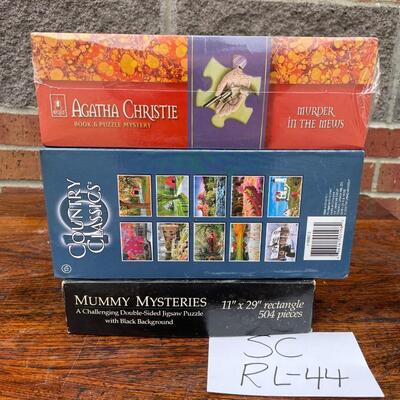 AGATHA CHRISTIE
BOOK & PUZZLE MYSTERY
MURDER
IN THE MEWS
COUNTRY
CLASSICS
MUMMY MYSTERIES
A Challenging Double-Sided Jigsaw Puzzle
with Black Background
11" x 29" rectangle
504 pieces
SC
RL-44